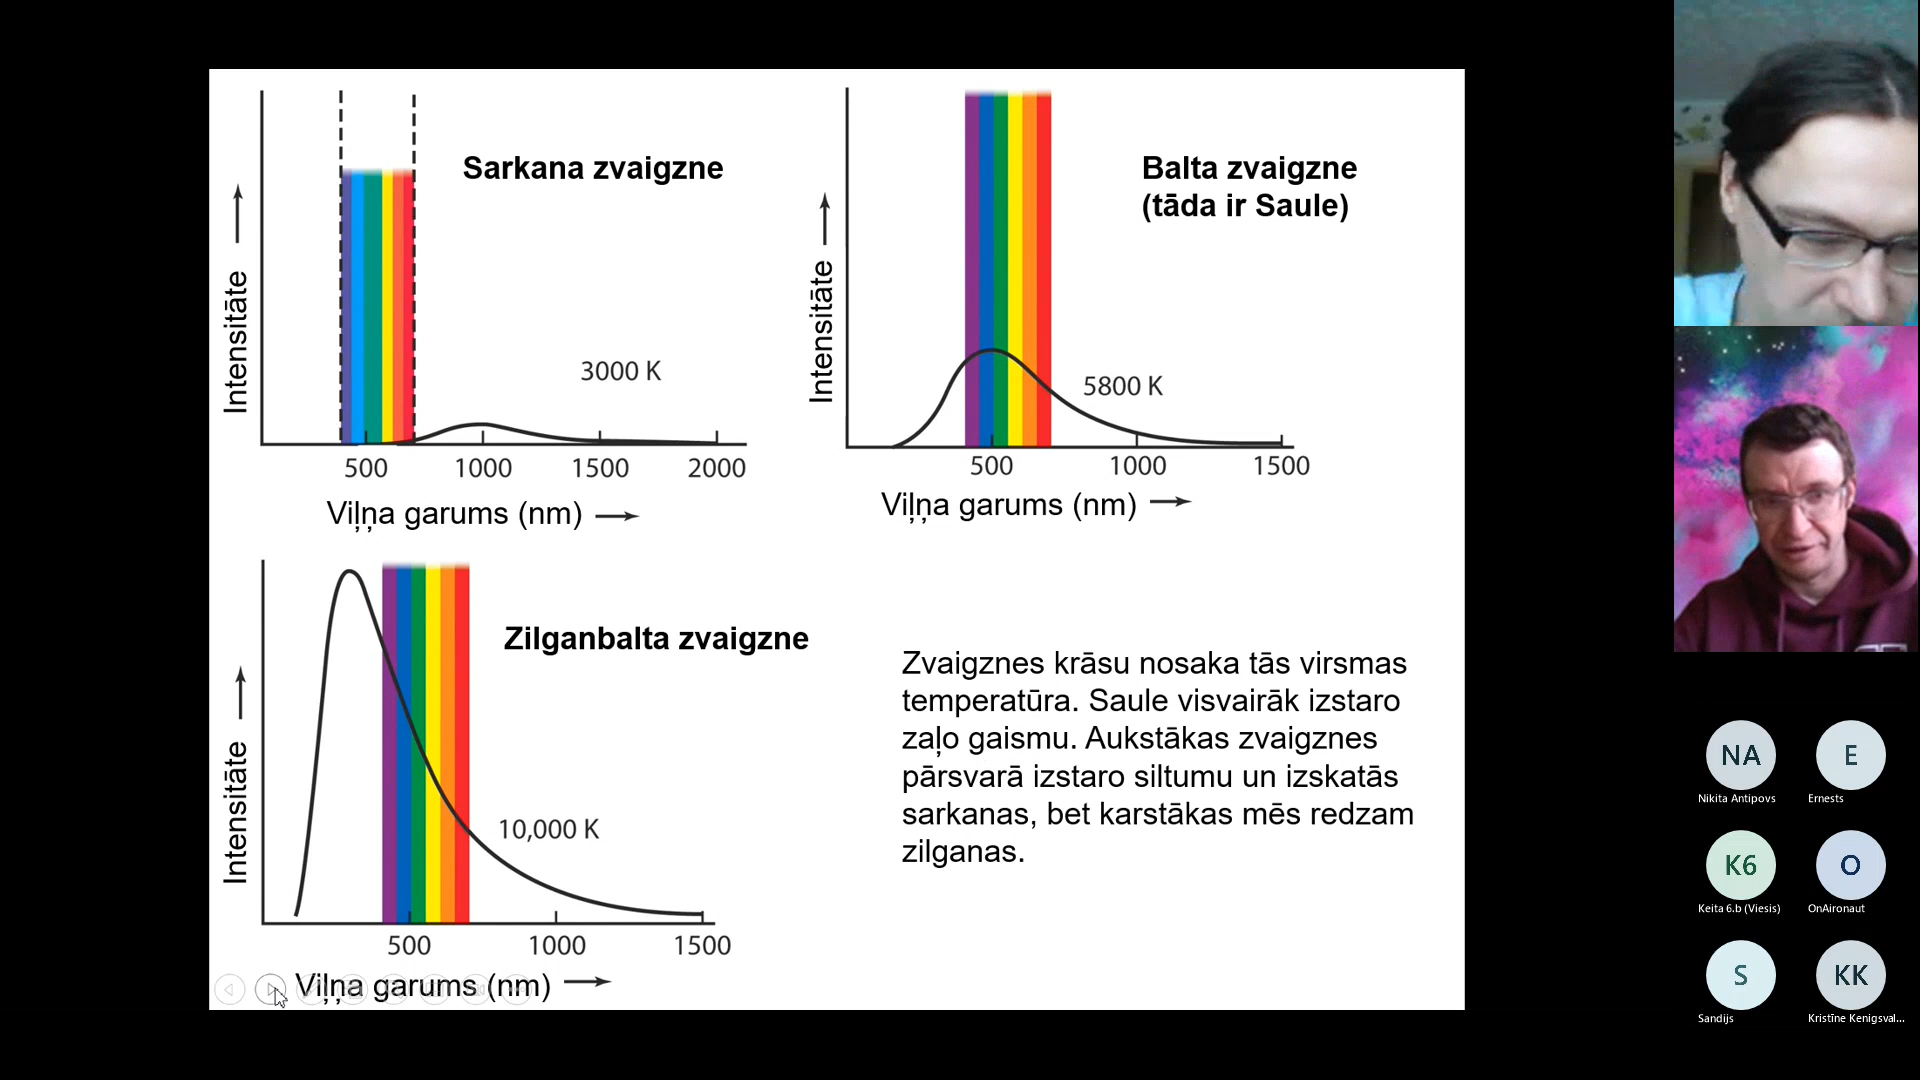 Sarkana zvaigzne
Intensitāte
3000 K
500 1000 1500 2000
Viļņa garums (nm)
Balta zvaigzne
(tāda ir Saule)
Intensitāte
5800 K
500 1000 1500
Viļņa garums (nm)
Zilganbalta zvaigzne
Intensitāte
10,000 K
500 1000 1500
Viļņa garums (nm)
Zvaigznes krāsu nosaka tās virsmas
temperatūra. Saule visvairāk izstaro
zaļo gaismu. Aukstākas zvaigznes
pārsvarā izstaro siltumu un izskatās
sarkanas, bet karstākas mēs redzam
zilganas.
NA E
Nikita Antipovs Ernests
K6 O
Keita 6.b (Viesis) OnAironaut
S KK
Sandijs Kristīne Kenigsval...